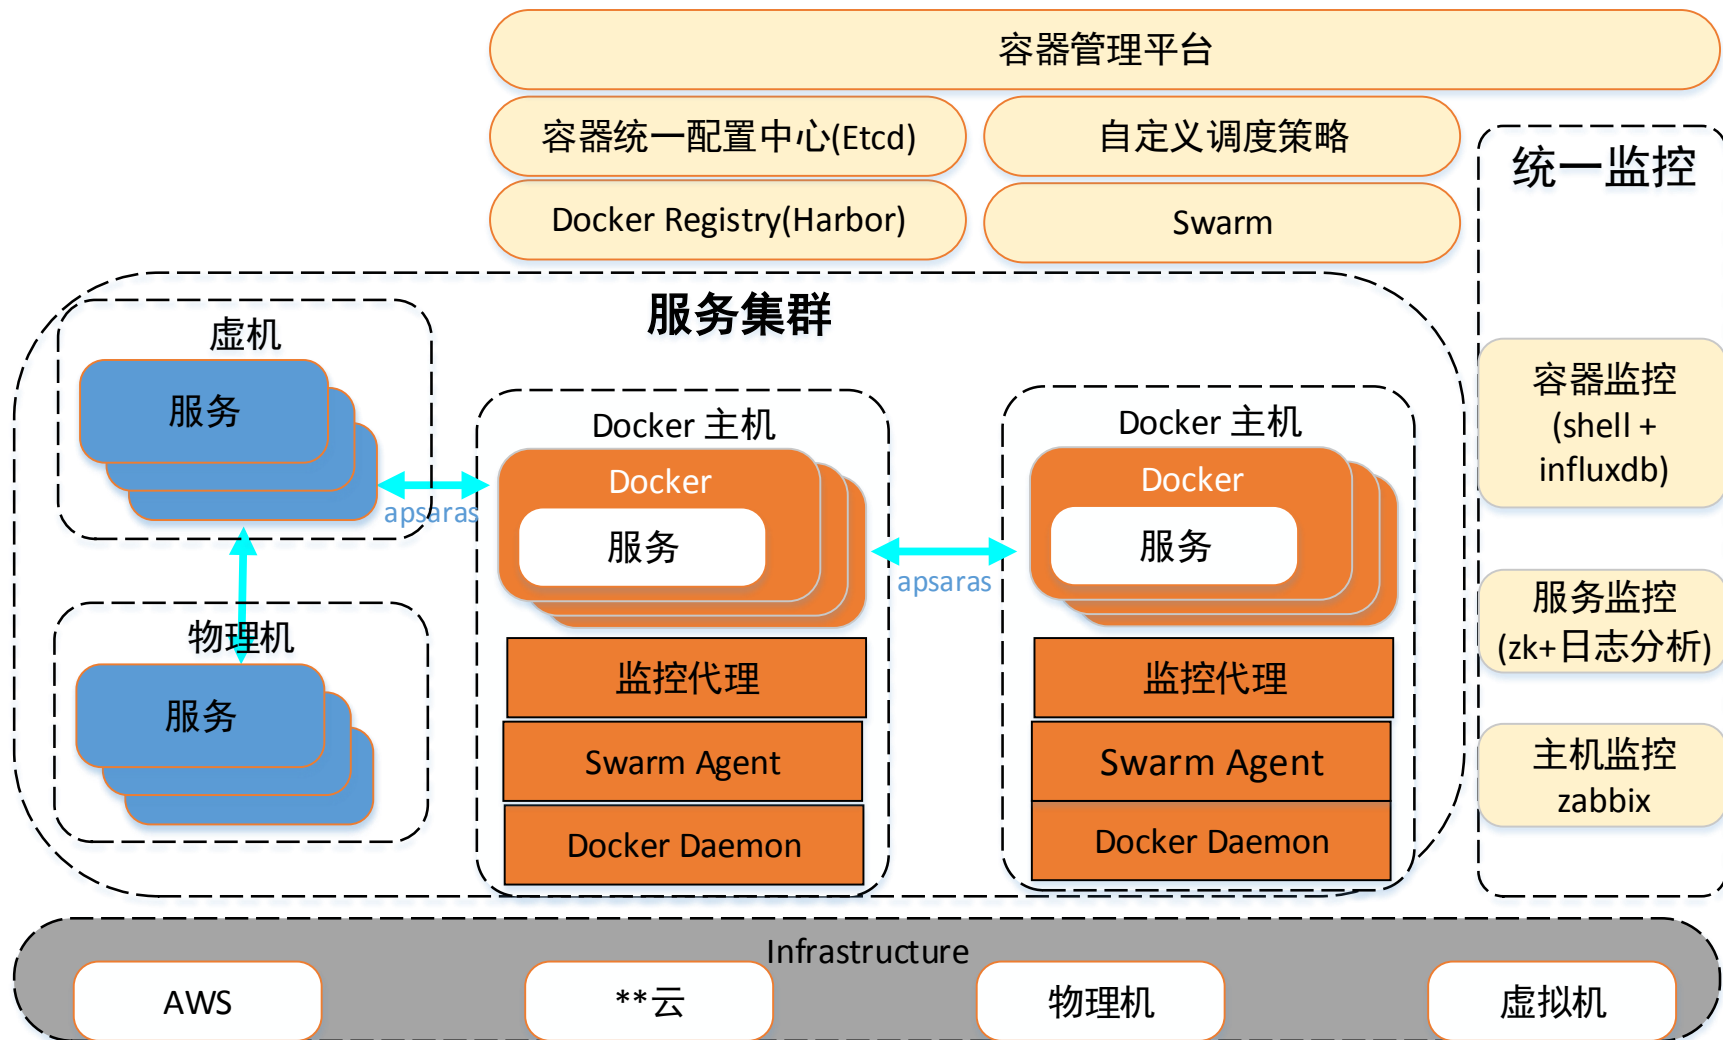 容器管理平台
容器统一配置中心(Etcd)
自定义调度策略
Docker Registry(Harbor)
Swarm
统一监控
服务集群
虚机
服务
Docker 主机
Docker
服务
Docker 主机
Docker
服务
apsaras
apsaras
物理机
服务
监控代理
Swarm Agent
Docker Daemon
监控代理
Swarm Agent
Docker Daemon
容器监控
(shell +
influxdb)
服务监控
(zk+日志分析)
主机监控
zabbix
Infrastructure
AWS
**云
物理机
虚拟机